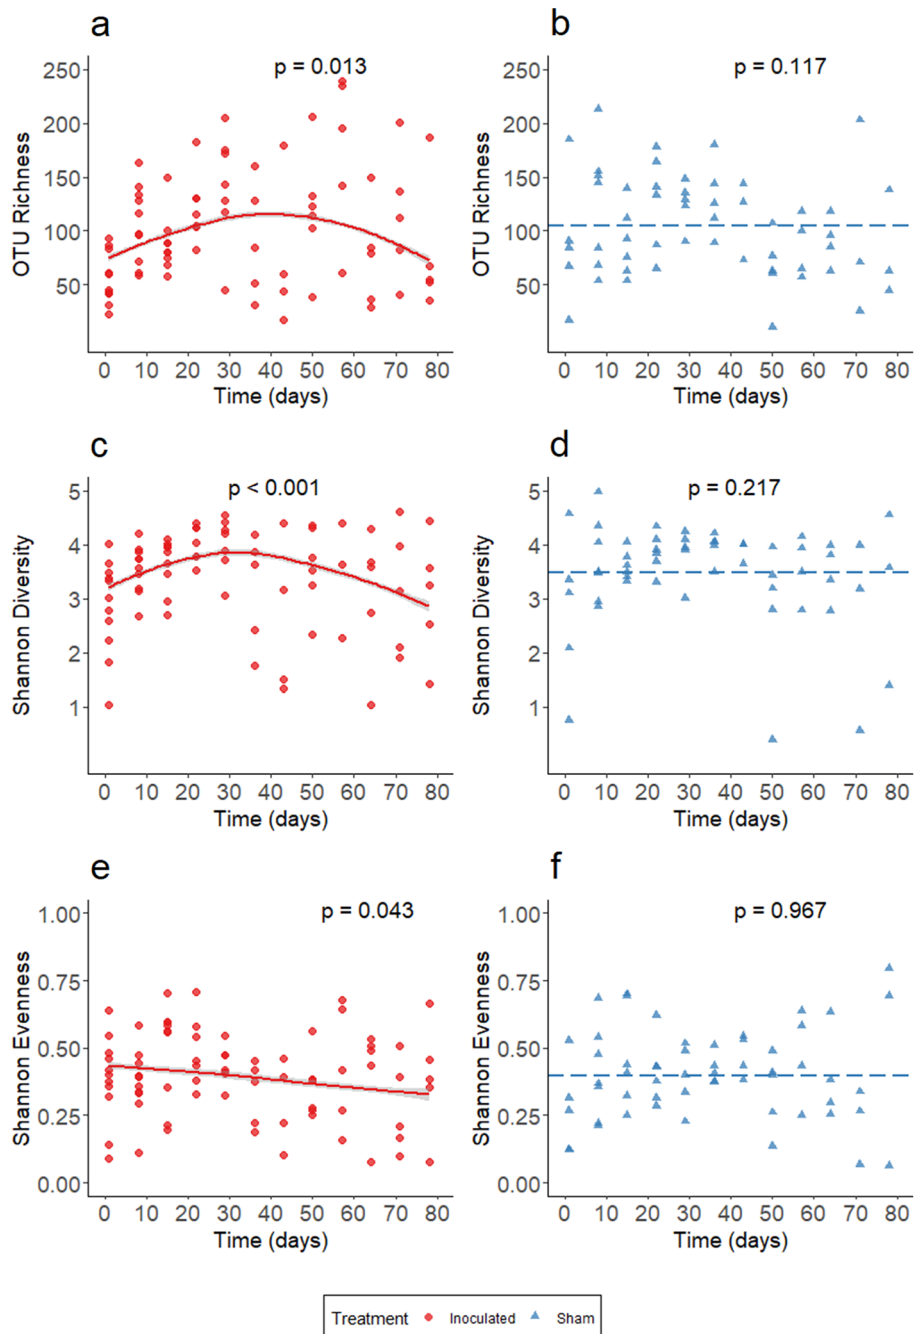 a
b
p = 0.013
p = 0.117
OTU Richness
250
200
150
100
50
0 10 20 30 40 50 60 70 80
Time (days)
OTU Richness
250
200
150
100
50
0 10 20 30 40 50 60 70 80
Time (days)
c
d
p < 0.001
p = 0.217
Shannon Diversity
5
4
3
2
1
0 10 20 30 40 50 60 70 80
Time (days)
Shannon Diversity
5
4
3
2
1
0 10 20 30 40 50 60 70 80
Time (days)
e
f
p = 0.043
p = 0.967
Shannon Evenness
1.00
0.75
0.50
0.25
0.00
0 10 20 30 40 50 60 70 80
Time (days)
Shannon Evenness
1.00
0.75
0.50
0.25
0.00
0 10 20 30 40 50 60 70 80
Time (days)
Treatment Inoculated Sham